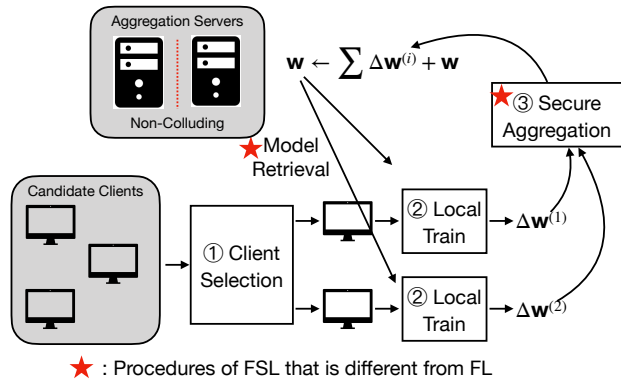 Aggregation Servers
Non-Colluding
w ← ∑ Δw⁽ⁱ⁾ + w
③ Secure
Aggregation
★ Model
Retrieval
Candidate Clients
① Client
Selection
② Local
Train
Δw⁽¹⁾
② Local
Train
Δw⁽²⁾
★ : Procedures of FSL that is different from FL